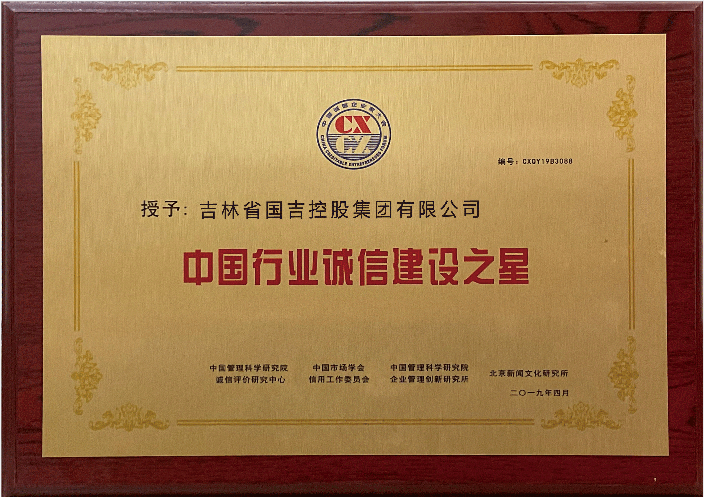 CX
编号：CXQY19B3088
授予：吉林省国吉控股集团有限公司
中国行业诚信建设之星
中国管理科学研究院 中国市场学会 中国管理科学研究院 北京新闻文化研究所
诚信评价研究中心 信用工作委员会 企业管理创新研究所
二〇一九年四月